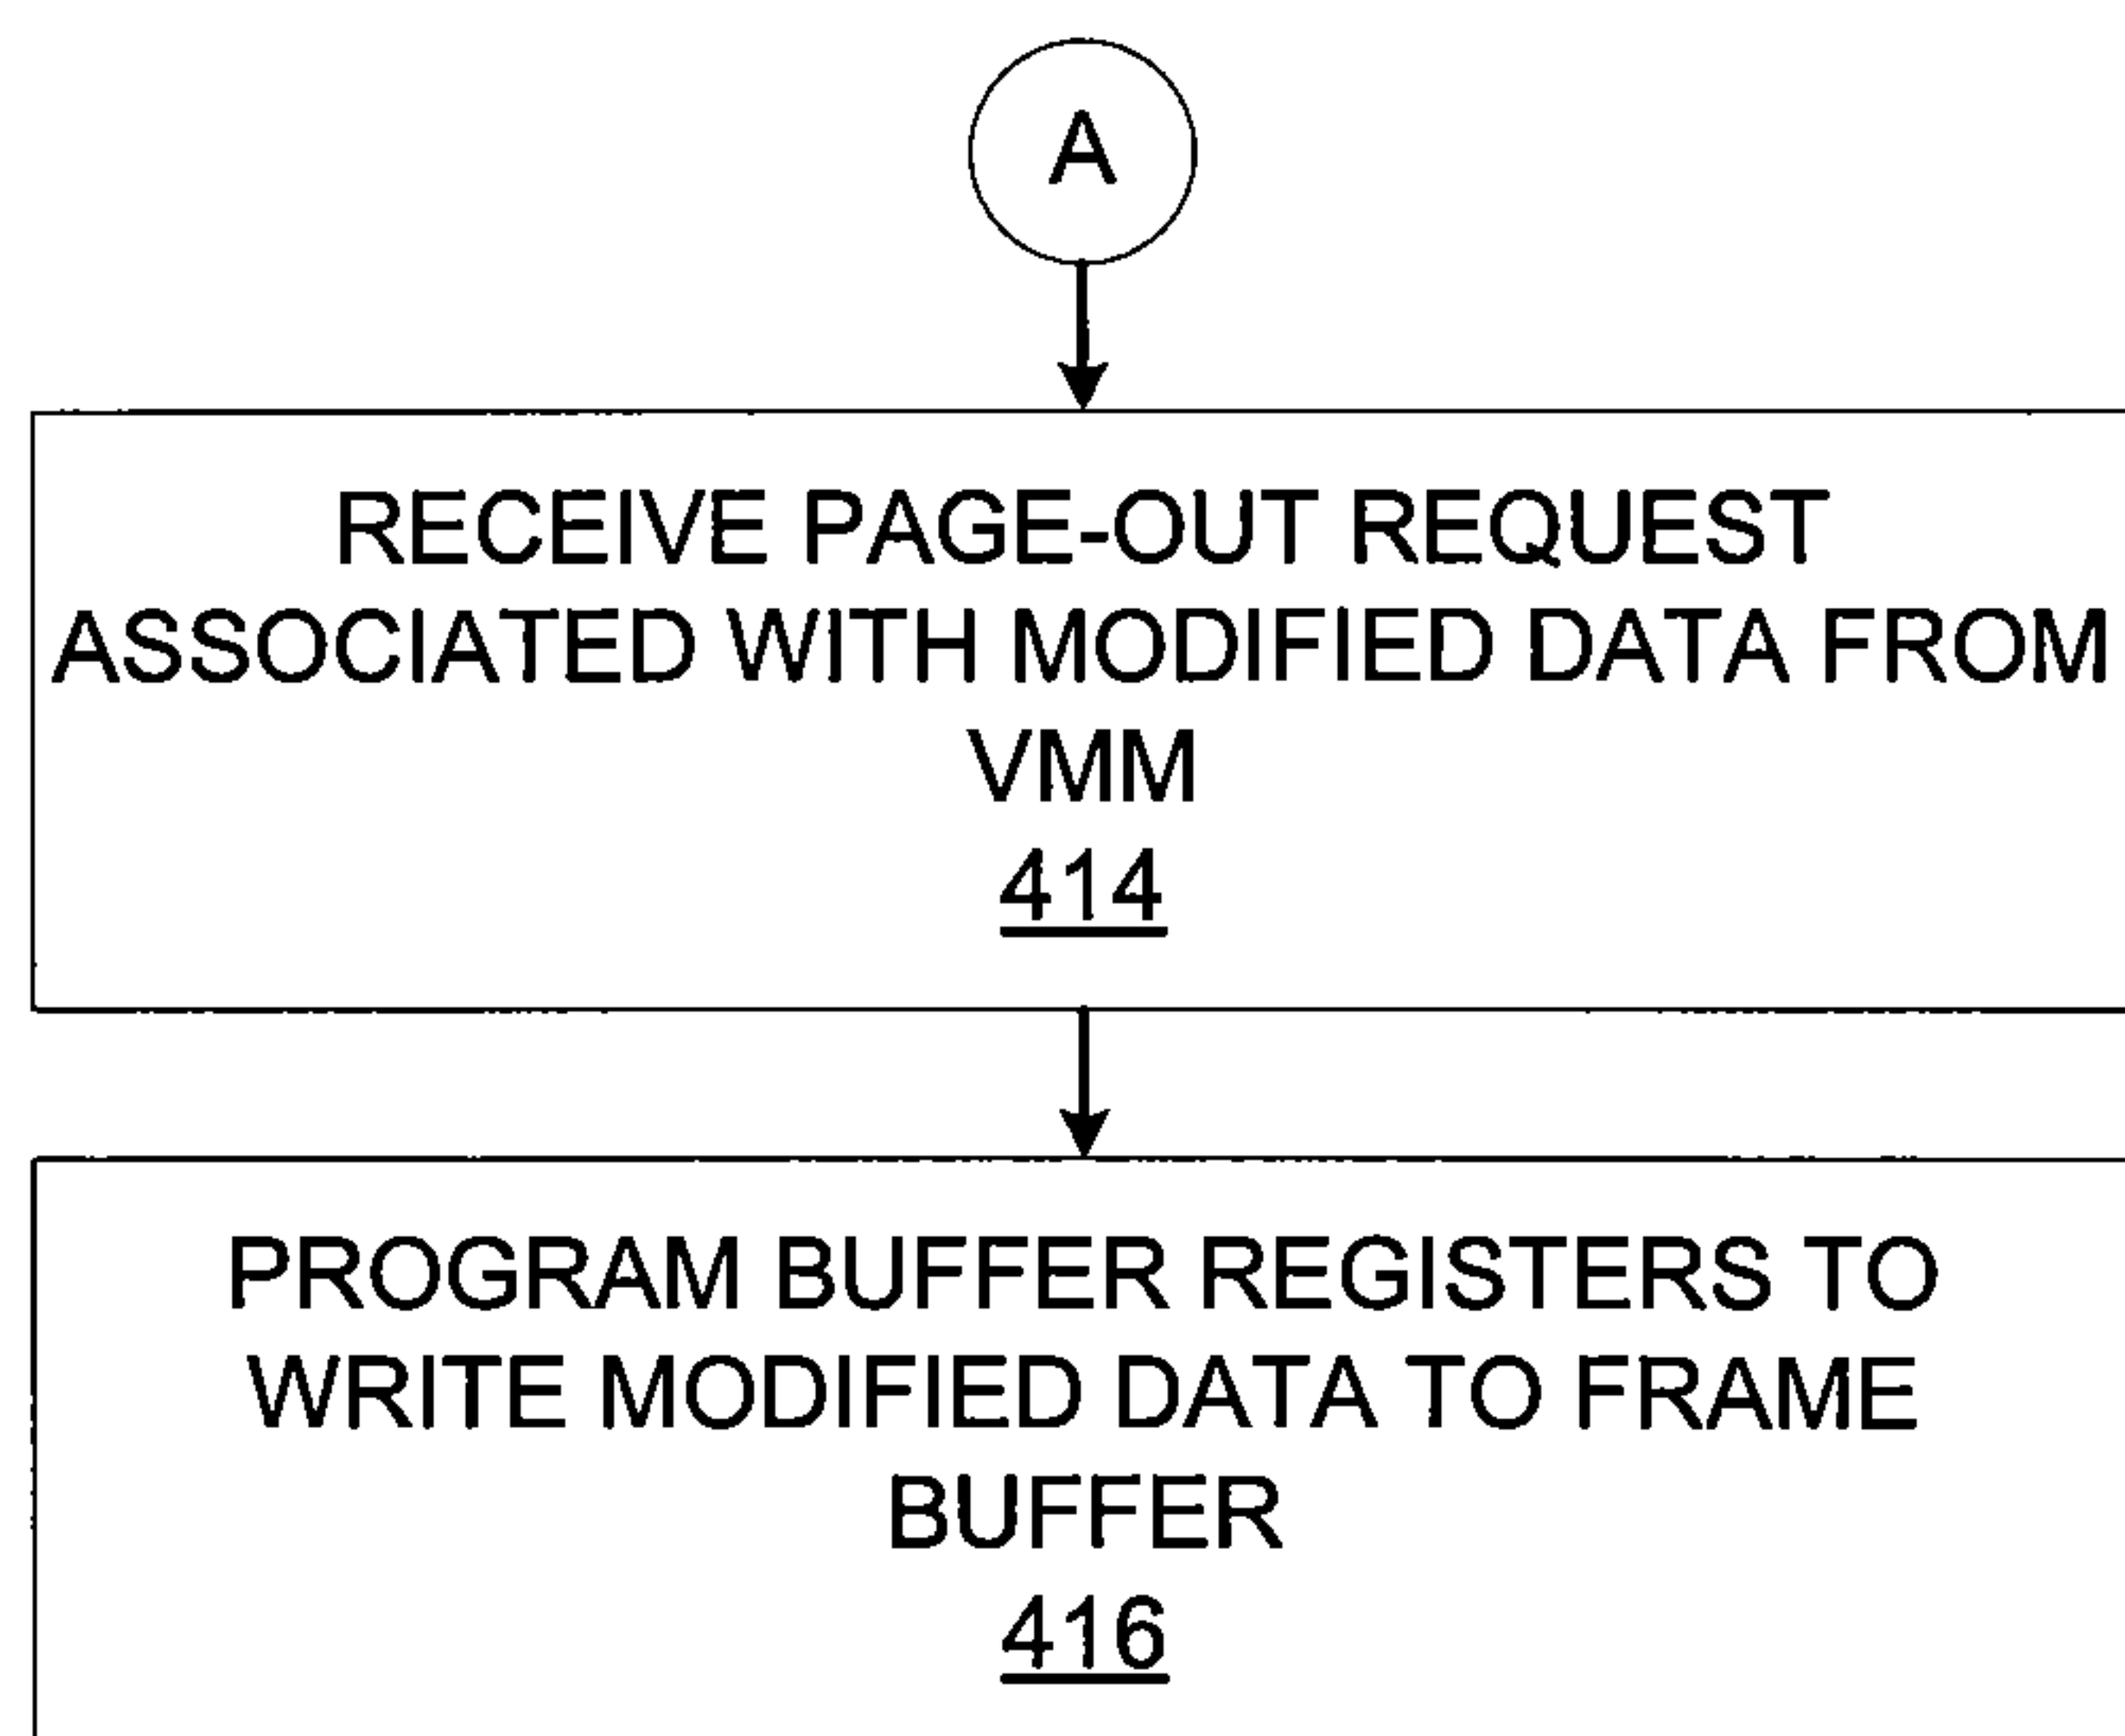 A
RECEIVE PAGE-OUT REQUEST
ASSOCIATED WITH MODIFIED DATA FROM
VMM
414
PROGRAM BUFFER REGISTERS TO
WRITE MODIFIED DATA TO FRAME
BUFFER
416